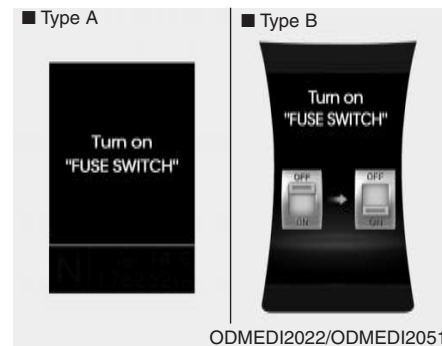 ■ Type A
■ Type B
Turn on
"FUSE SWITCH"
Turn on
"FUSE SWITCH"
OFF
ON
OFF
ON
N
ODMEDI2022/ODMEDI2051